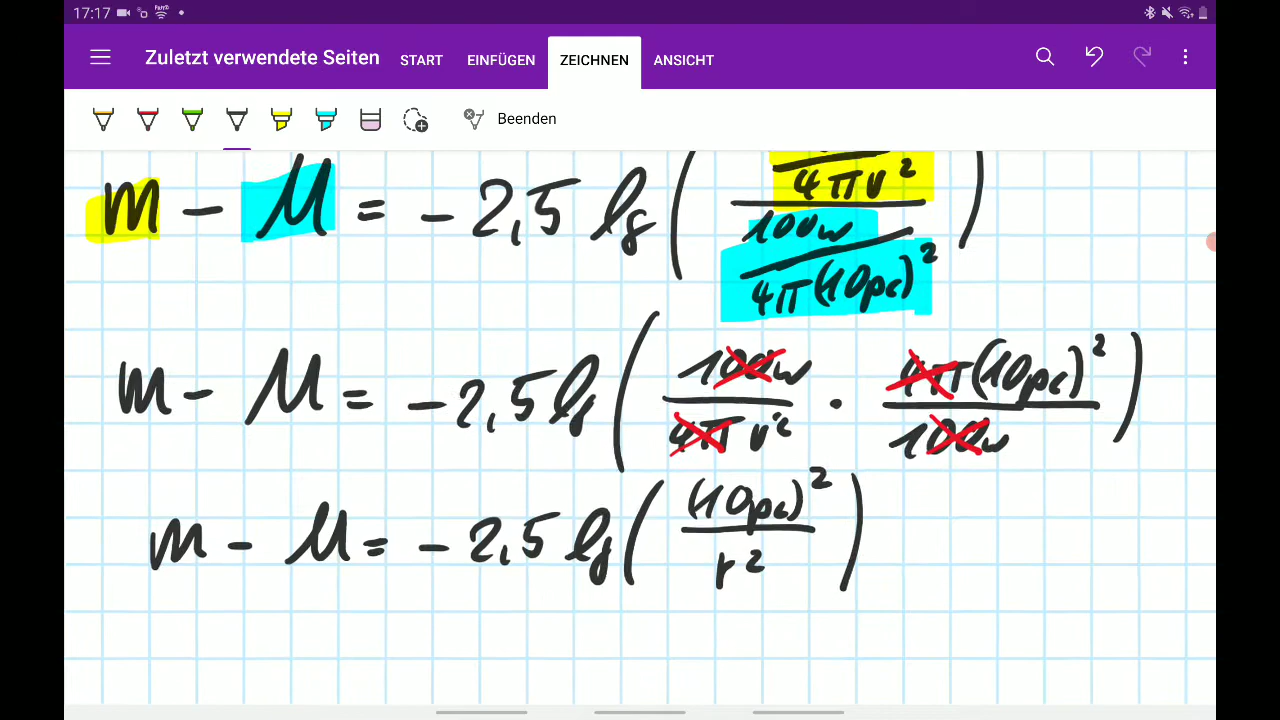 17:17
Zuletzt verwendete Seiten START EINFÜGEN ZEICHNEN ANSICHT
Beenden
m - M = -2,5 lg ( / 4πr² / 100W / 4π(10pc)² )
m - M = -2,5 lg ( 100W / 4πr² · 4π(10pc)² / 100W )
m - M = -2,5 lg ( (10pc)² / r² )